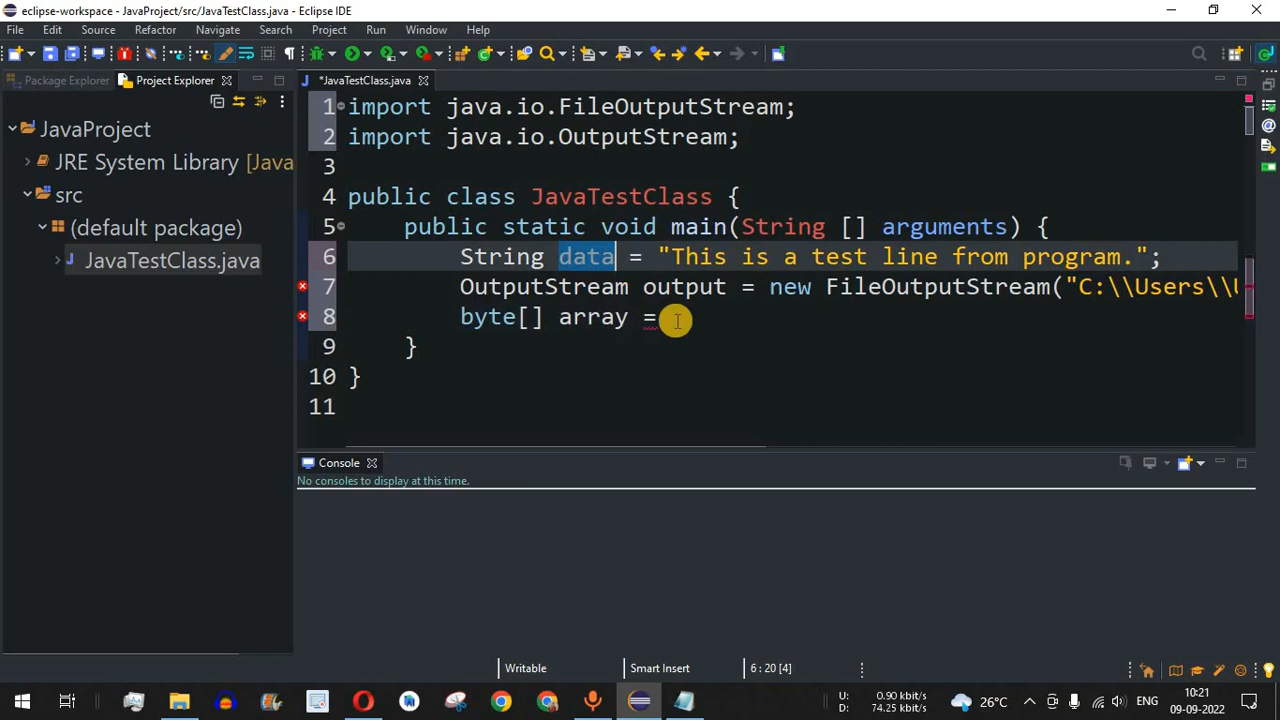 eclipse-workspace - JavaProject/src/JavaTestClass.java - Eclipse IDE
File Edit Source Refactor Navigate Search Project Run Window Help
Package Explorer Project Explorer *JavaTestClass.java
1 import java.io.FileOutputStream;
2 import java.io.OutputStream;
3
4 public class JavaTestClass {
5 public static void main(String [] arguments) {
6 String data = "This is a test line from program.";
7 OutputStream output = new FileOutputStream("C:\\Users\\U
8 byte[] array =
9 }
10 }
11
JavaProject
JRE System Library [Java
src
(default package)
JavaTestClass.java
Console
No consoles to display at this time.
Writable Smart Insert 6 : 20 [4]
U: 0.90 kbit/s
D: 74.25 kbit/s
26°C
ENG
10:21
09-09-2022